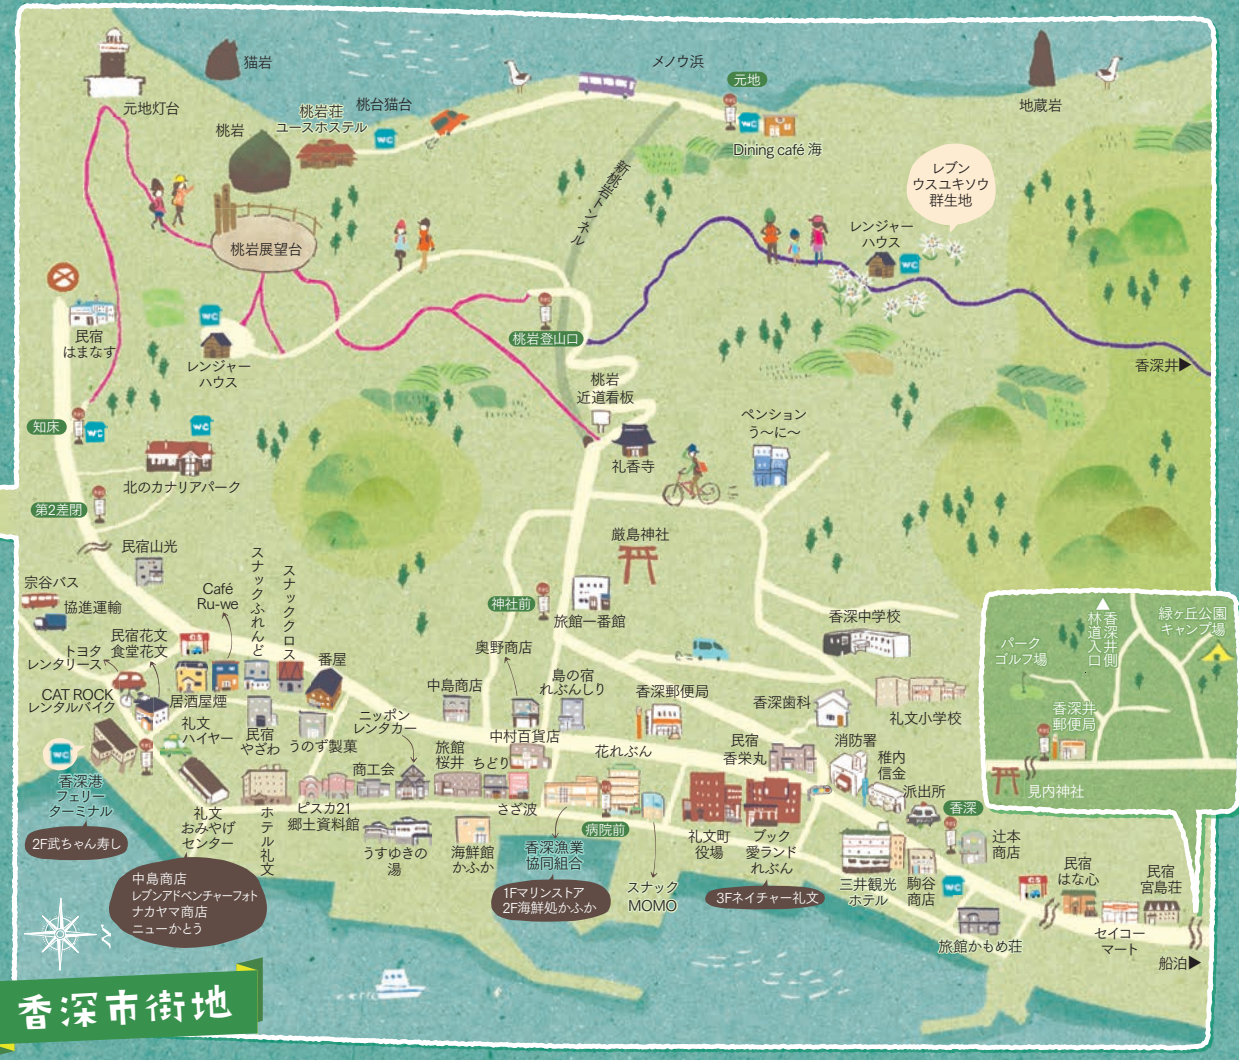 猫岩
メノウ浜
元地
地蔵岩
元地灯台
桃岩荘
ユースホステル
桃台猫台
WC
桃岩
Dining café 海
WC
新桃岩トンネル
レブン
ウスユキソウ
群生地
桃岩展望台
レンジャー
ハウス
WC
民宿
はまなす
WC
レンジャー
ハウス
桃岩登山口
香深井▶
桃岩
近道看板
知床
WC
WC
ペンション
う〜に〜
礼香寺
北のカナリアパーク
第2差閉
民宿山光
厳島神社
宗谷バス
協進運輸
Café
Ru-we
スナックふれんど
スナッククロス
神社前
旅館一番館
香深中学校
緑ヶ丘公園
キャンプ場
香深井側
林道入口
パーク
ゴルフ場
香深井
郵便局
見内神社
トヨタ
レンタリース
民宿花文
食堂花文
GS
番屋
奥野商店
島の宿
れぶんしり
CAT ROCK
レンタルバイク
居酒屋煙
中島商店
香深郵便局
香深歯科
礼文小学校
礼文
ハイヤー
民宿
やざわ
うのず製菓
ニッポン
レンタカー
中村百貨店
花れぶん
民宿
香栄丸
消防署
稚内
信金
WC
香深港
フェリー
ターミナル
商工会
旅館
桜井
ちどり
さざ波
派出所
香深
2F武ちゃん寿し
礼文
おみやげ
センター
ホテル礼文
ピスカ21
郷土資料館
うすゆきの
湯
海鮮館
かふか
香深漁業
協同組合
病院前
礼文町
役場
ブック
愛ランド
れぶん
辻本
商店
中島商店
レブンアドベンチャーフォト
ナカヤマ商店
ニューかとう
1Fマリンストア
2F海鮮処かふか
スナック
MOMO
3Fネイチャー礼文
三井観光
ホテル
駒谷
商店
WC
GS
民宿
はな心
民宿
宮島荘
旅館かもめ荘
セイコー
マート
船泊▶
香深市街地